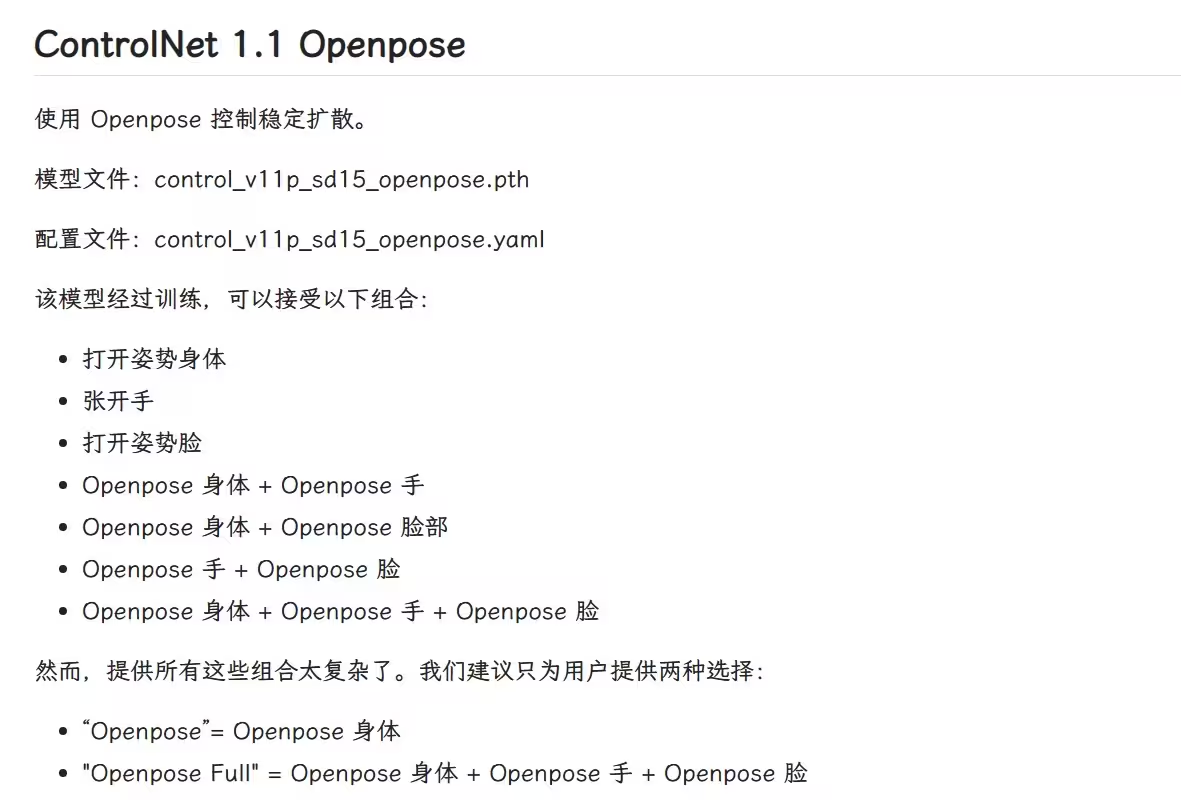 ControlNet 1.1 Openpose
使用 Openpose 控制稳定扩散。
模型文件：control_v11p_sd15_openpose.pth
配置文件：control_v11p_sd15_openpose.yaml
该模型经过训练，可以接受以下组合：
• 打开姿势身体
• 张开手
• 打开姿势脸
• Openpose 身体 + Openpose 手
• Openpose 身体 + Openpose 脸部
• Openpose 手 + Openpose 脸
• Openpose 身体 + Openpose 手 + Openpose 脸
然而，提供所有这些组合太复杂了。我们建议只为用户提供两种选择：
• “Openpose”= Openpose 身体
• "Openpose Full" = Openpose 身体 + Openpose 手 + Openpose 脸